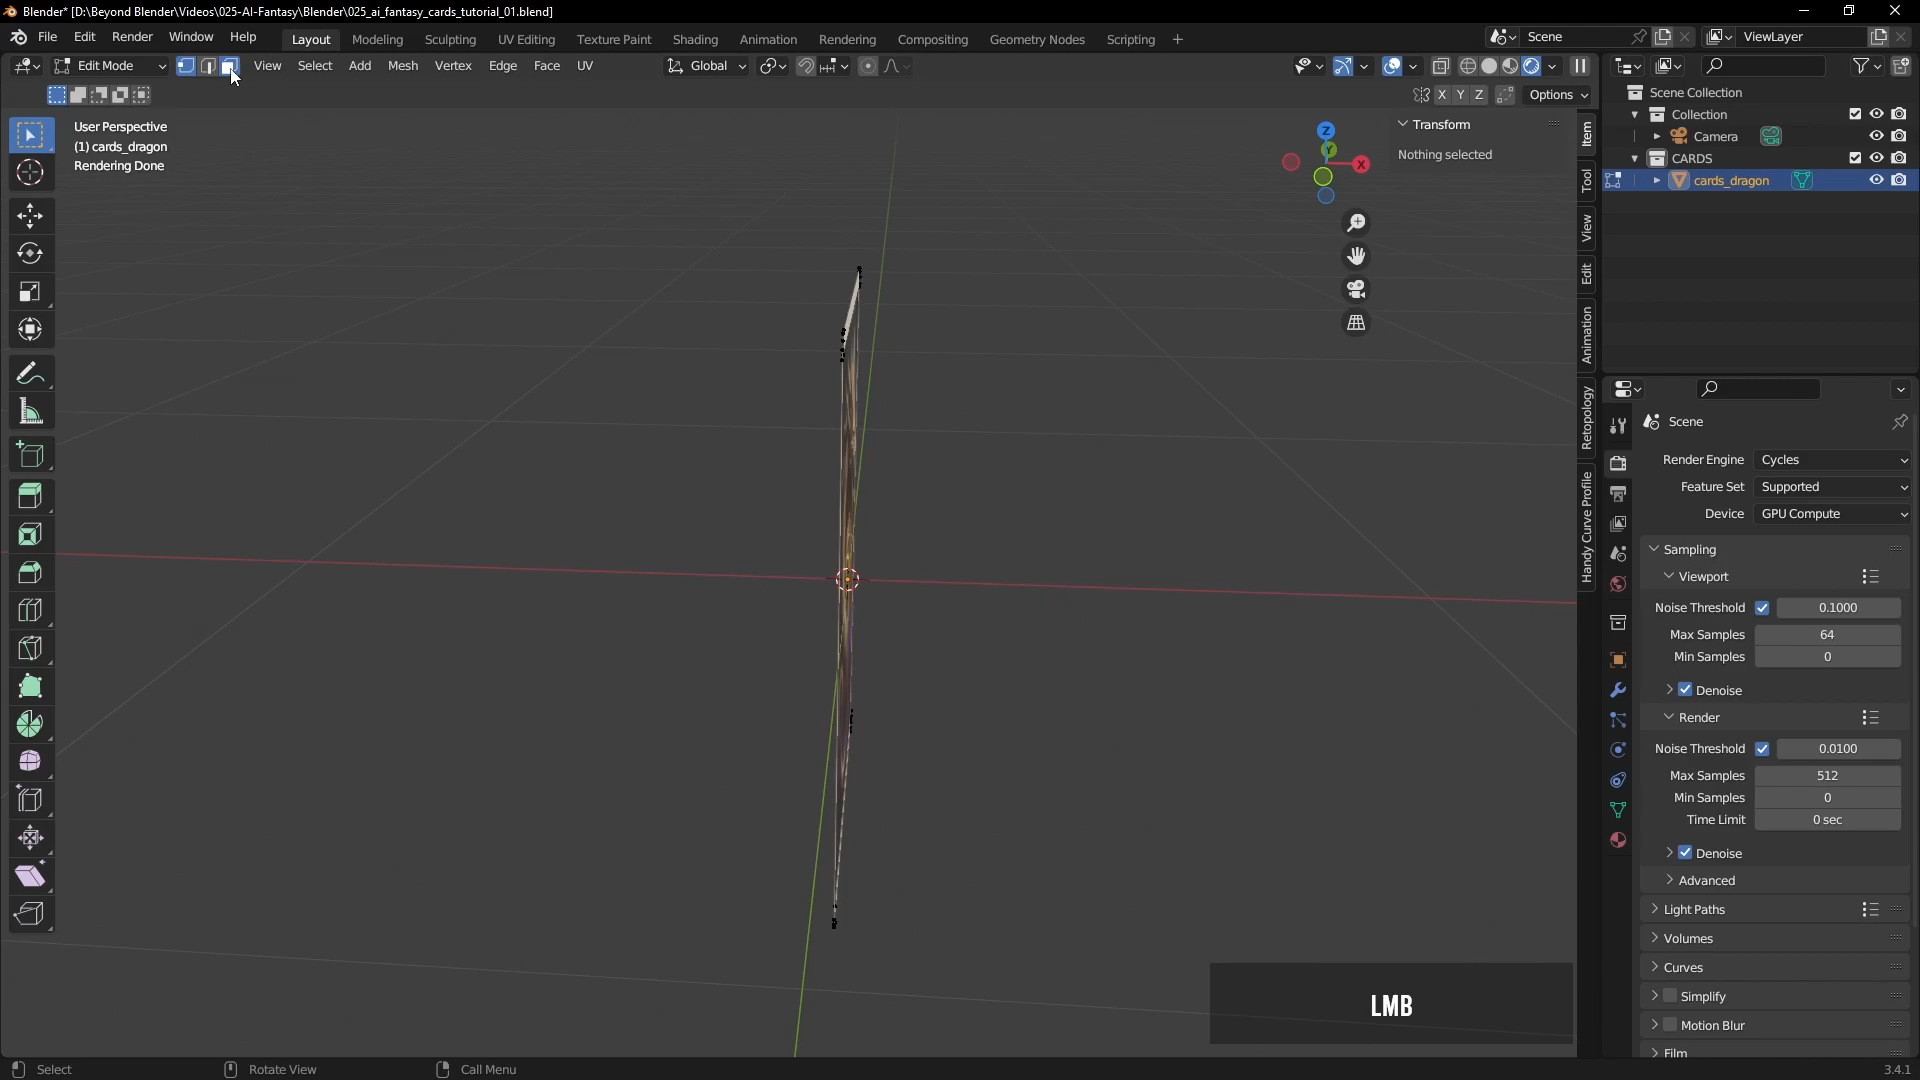 Blender* [D:\Beyond Blender\Videos\025-AI-Fantasy\Blender\025_ai_fantasy_cards_tutorial_01.blend]
File Edit Render Window Help Layout Modeling Sculpting UV Editing Texture Paint Shading Animation Rendering Compositing Geometry Nodes Scripting + Scene ViewLayer
Edit Mode View Select Add Mesh Vertex Edge Face UV Global
X Y Z Options
User Perspective
(1) cards_dragon
Rendering Done
Z
Y
X
Transform
Nothing selected
Item
Tool
View
Edit
Animation
Retopology
Handy Curve Profile
Scene Collection
Collection
Camera
CARDS
cards_dragon
Scene
Render Engine Cycles
Feature Set Supported
Device GPU Compute
Sampling
Viewport
Noise Threshold 0.1000
Max Samples 64
Min Samples 0
Denoise
Render
Noise Threshold 0.0100
Max Samples 512
Min Samples 0
Time Limit 0 sec
Denoise
Advanced
Light Paths
Volumes
Curves
Simplify
Motion Blur
Film
LMB
Select Rotate View Call Menu 3.4.1